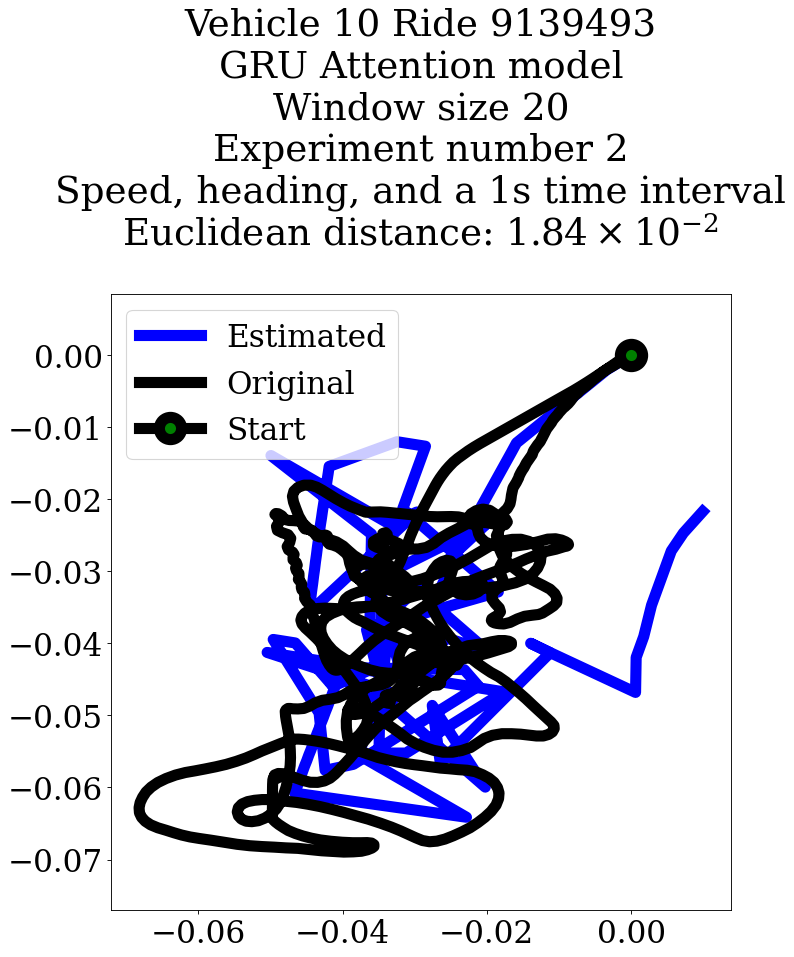 Vehicle 10 Ride 9139493
GRU Attention model
Window size 20
Experiment number 2
Speed, heading, and a 1s time interval
Euclidean distance: 1.84 × 10⁻²
Estimated
Original
Start
0.00
−0.01
−0.02
−0.03
−0.04
−0.05
−0.06
−0.07
−0.06 −0.04 −0.02 0.00